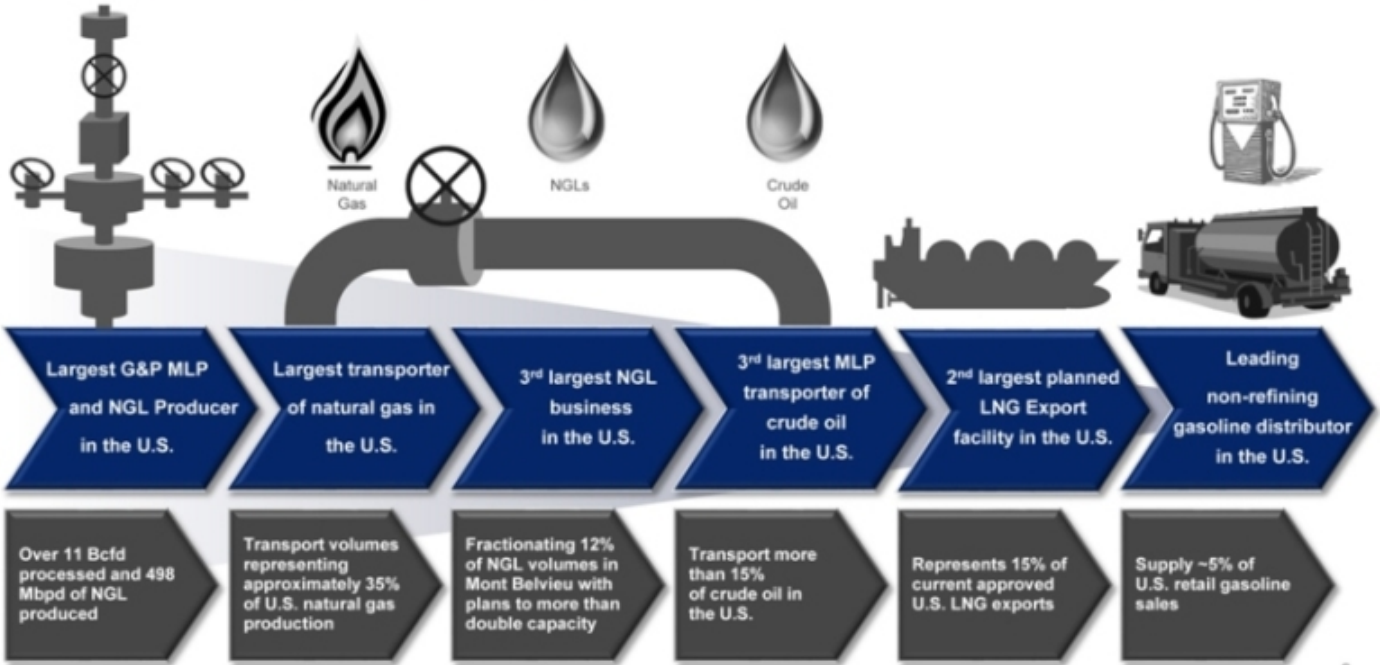 Natural
Gas
NGLs
Crude
Oil
Largest G&P MLP
and NGL Producer
in the U.S.
Largest transporter
of natural gas in
the U.S.
3rd largest NGL
business
in the U.S.
3rd largest MLP
transporter of
crude oil
in the U.S.
2nd largest planned
LNG Export
facility in the U.S.
Leading
non-refining
gasoline distributor
in the U.S.
Over 11 Bcfd
processed and 498
Mbpd of NGL
produced
Transport volumes
representing
approximately 35%
of U.S. natural gas
production
Fractionating 12%
of NGL volumes in
Mont Belvieu with
plans to more than
double capacity
Transport more
than 15%
of crude oil in
the U.S.
Represents 15% of
current approved
U.S. LNG exports
Supply ~5% of
U.S. retail gasoline
sales